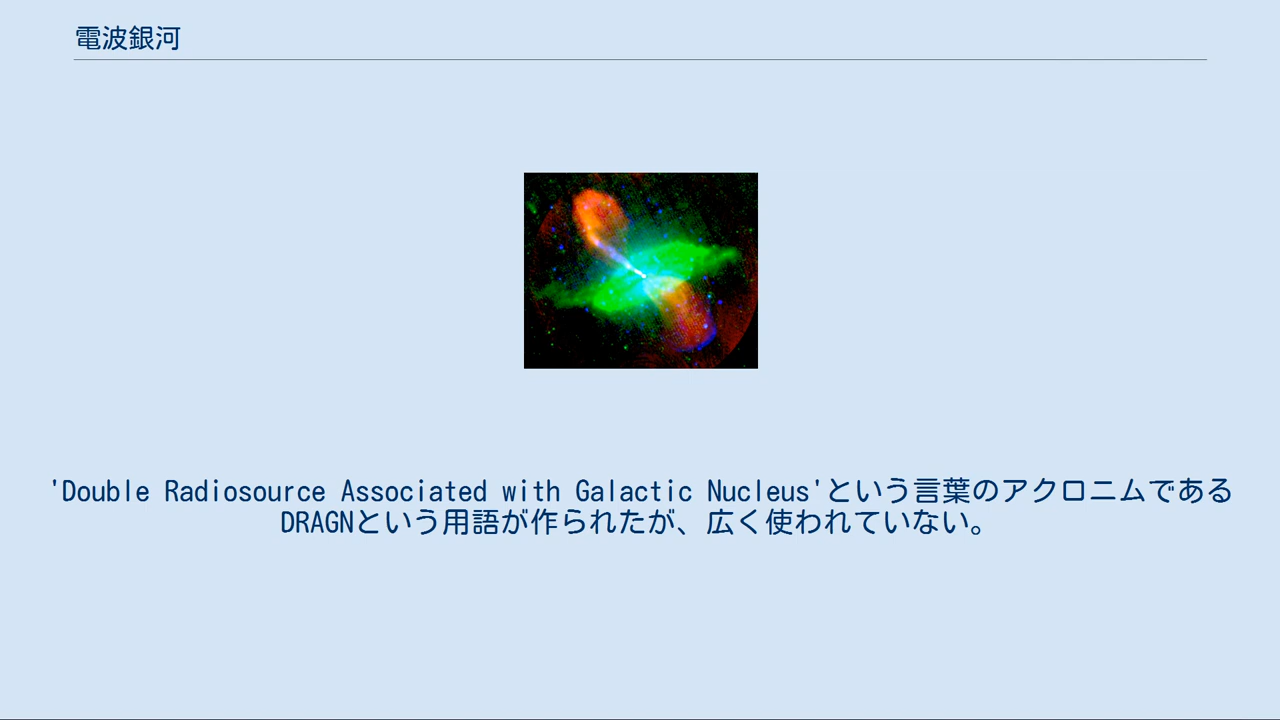 電波銀河
'Double Radiosource Associated with Galactic Nucleus'という言葉のアクロニムである
DRAGNという用語が作られたが、広く使われていない。